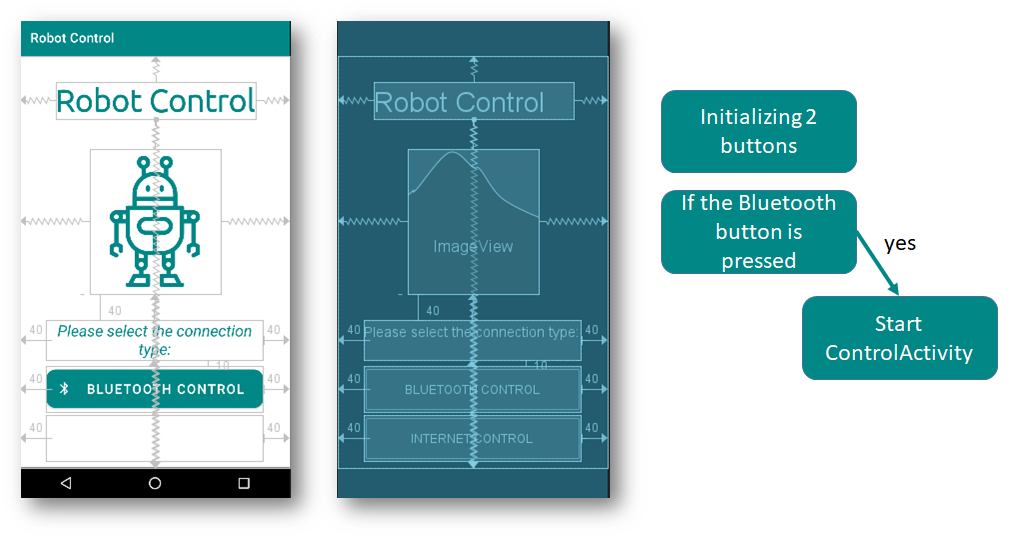 Robot Control
Robot Control
40
Please select the connection
type:
40
40
10
40
BLUETOOTH CONTROL
40
40
40
Robot Control
ImageView
40
Please select the connection type:
40
40
10
40
BLUETOOTH CONTROL
40
40
INTERNET CONTROL
40
Initializing 2
buttons
If the Bluetooth
button is
pressed
yes
Start
ControlActivity